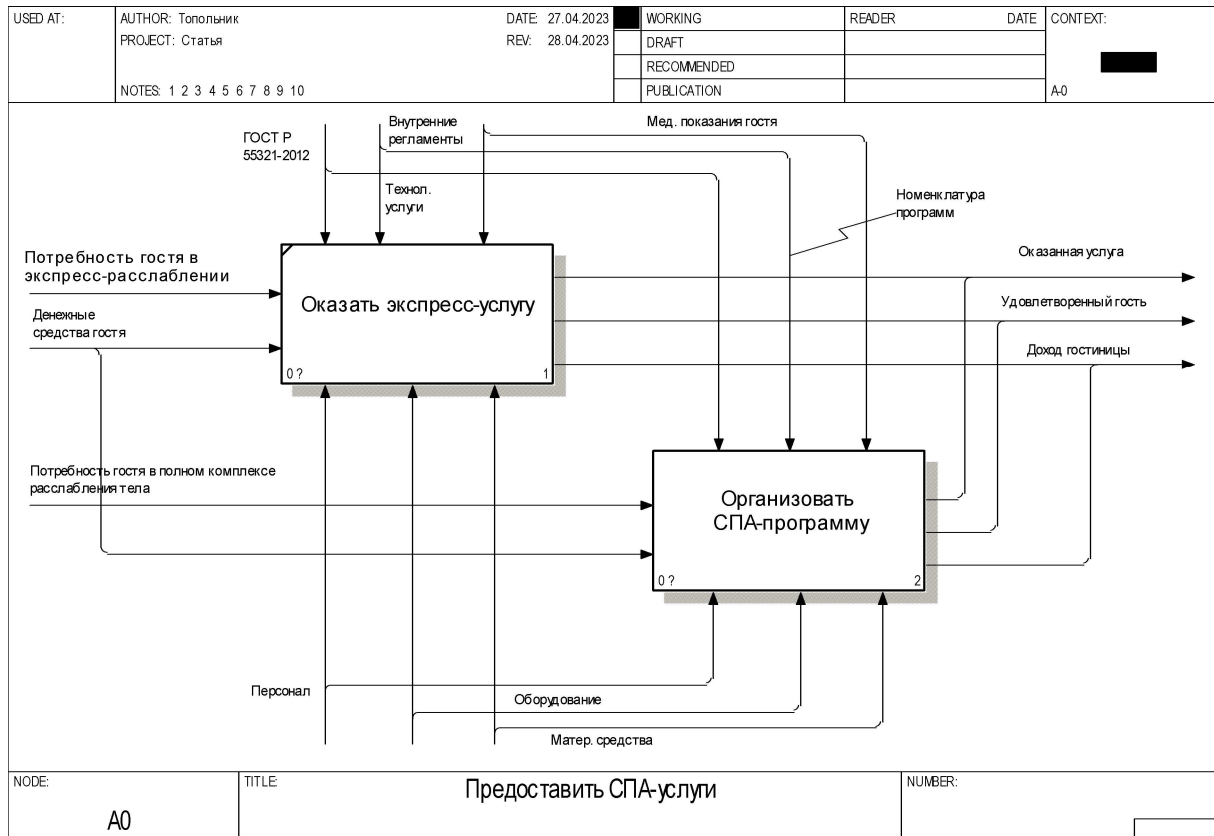 USED AT:
AUTHOR: Топольник
DATE: 27.04.2023
WORKING
READER
DATE
CONTEXT:
PROJECT: Статья
REV: 28.04.2023
DRAFT
RECOMMENDED
NOTES: 1 2 3 4 5 6 7 8 9 10
PUBLICATION
A-0
ГОСТ Р
55321-2012
Внутренние
регламенты
Мед. показания гостя
Технол.
услуги
Номенклатура
программ
Потребность гостя в
экспресс-расслаблении
Оказать экспресс-услугу
0 ?
1
Оказанная услуга
Удовлетворенный гость
Доход гостиницы
Денежные
средства гостя
Потребность гостя в полном комплексе
расслабления тела
Организовать
СПА-программу
0 ?
2
Персонал
Оборудование
Матер. средства
NODE:
A0
TITLE:
Предоставить СПА-услуги
NUMBER: